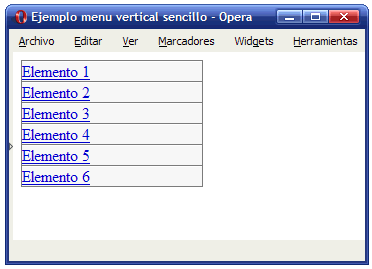 Ejemplo menu vertical sencillo - Opera
Archivo Editar Ver Marcadores Widgets Herramientas
Elemento 1
Elemento 2
Elemento 3
Elemento 4
Elemento 5
Elemento 6